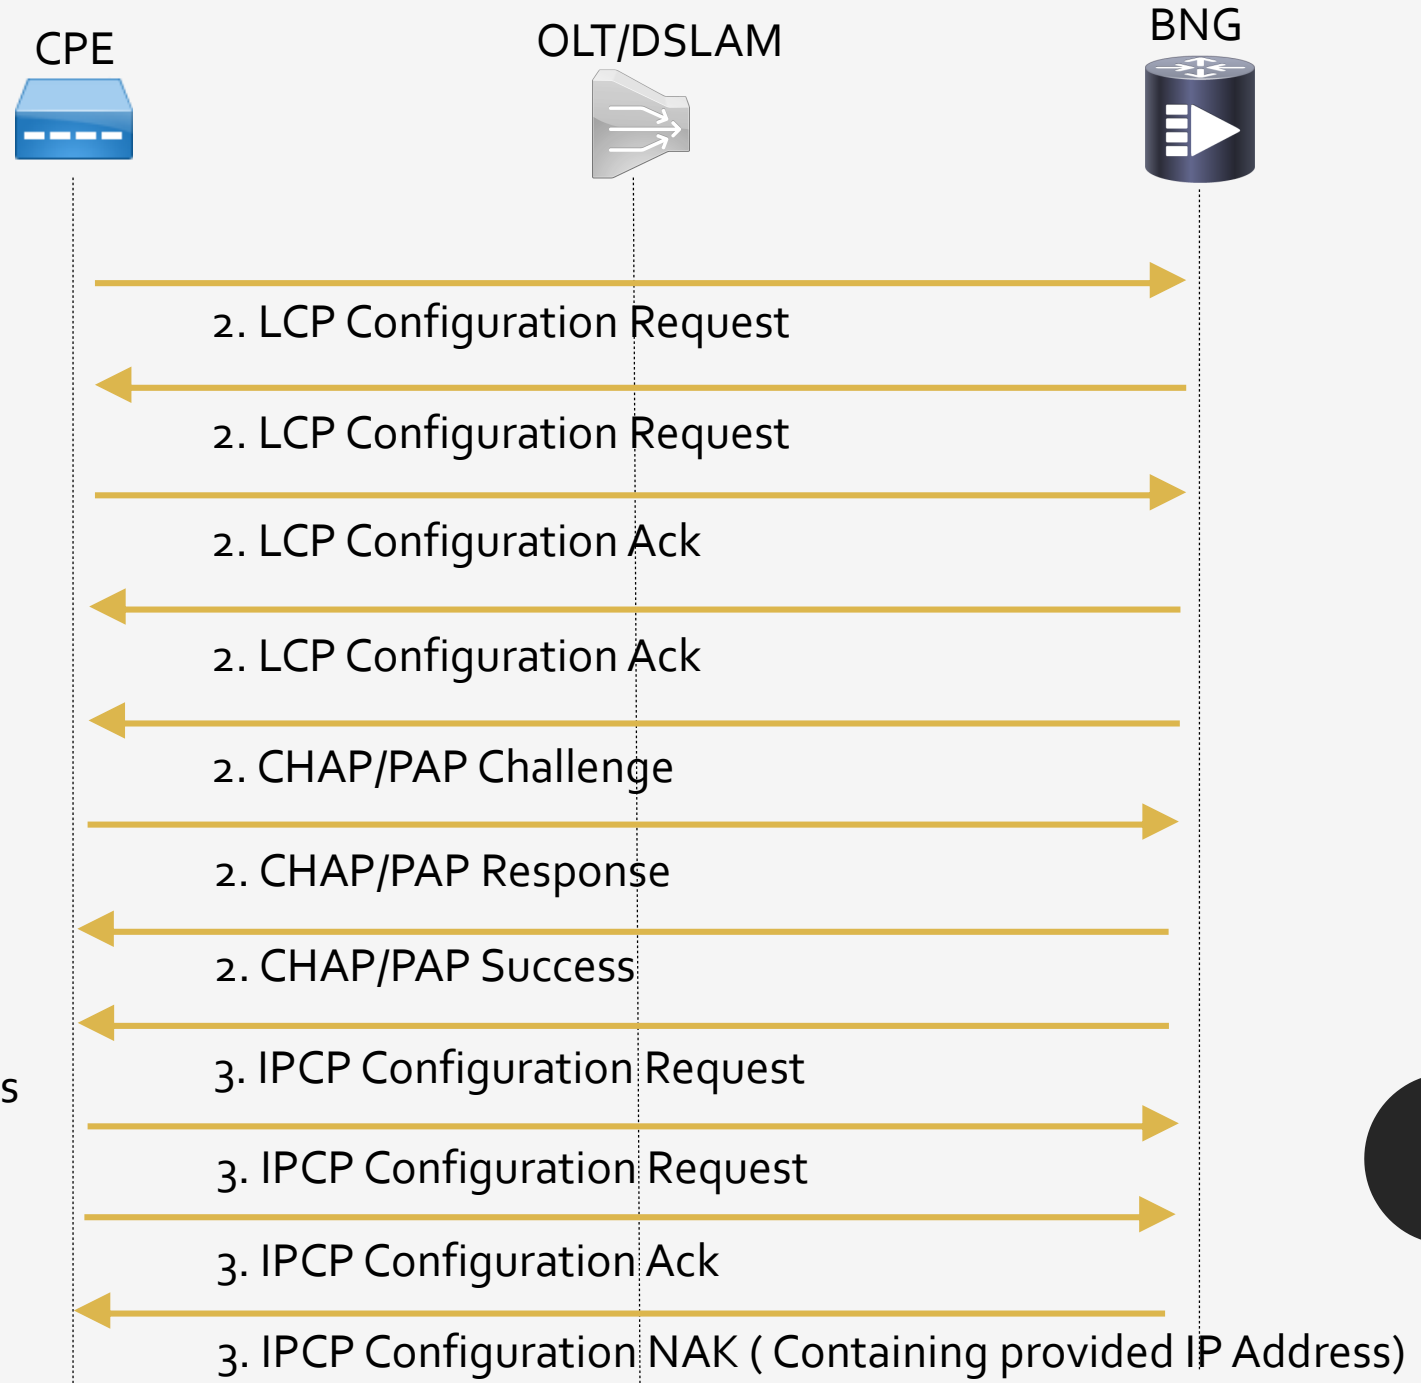 CPE
OLT/DSLAM
BNG
2. LCP Configuration Request
2. LCP Configuration Request
2. LCP Configuration Ack
2. LCP Configuration Ack
2. CHAP/PAP Challenge
2. CHAP/PAP Response
2. CHAP/PAP Success
3. IPCP Configuration Request
s
3. IPCP Configuration Request
3. IPCP Configuration Ack
3. IPCP Configuration NAK ( Containing provided IP Address)